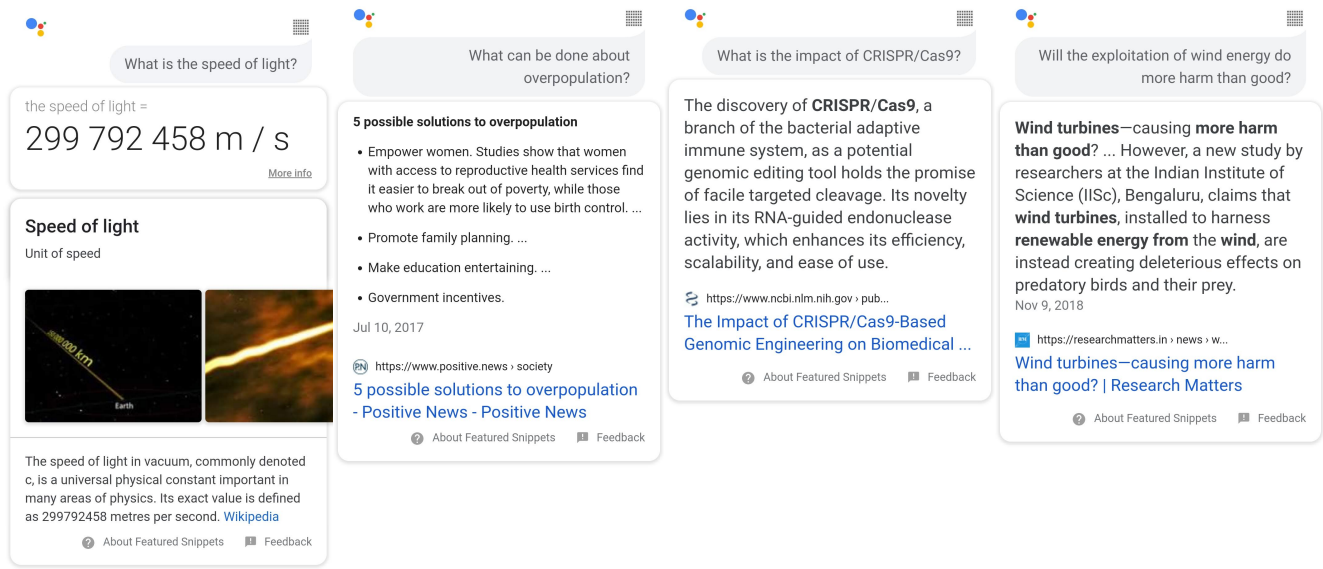 What is the speed of light?
the speed of light =
299 792 458 m / s
More info
Speed of light
Unit of speed
Earth
The speed of light in vacuum, commonly denoted
c, is a universal physical constant important in
many areas of physics. Its exact value is defined
as 299792458 metres per second. Wikipedia
About Featured Snippets Feedback
What can be done about
overpopulation?
5 possible solutions to overpopulation
• Empower women. Studies show that women
with access to reproductive health services find
it easier to break out of poverty, while those
who work are more likely to use birth control. ...
• Promote family planning. ...
• Make education entertaining. ...
• Government incentives.
Jul 10, 2017
PN https://www.positive.news › society
5 possible solutions to overpopulation
- Positive News - Positive News
About Featured Snippets Feedback
What is the impact of CRISPR/Cas9?
The discovery of CRISPR/Cas9, a
branch of the bacterial adaptive
immune system, as a potential
genomic editing tool holds the promise
of facile targeted cleavage. Its novelty
lies in its RNA-guided endonuclease
activity, which enhances its efficiency,
scalability, and ease of use.
https://www.ncbi.nlm.nih.gov › pub...
The Impact of CRISPR/Cas9-Based
Genomic Engineering on Biomedical ...
About Featured Snippets Feedback
Will the exploitation of wind energy do
more harm than good?
Wind turbines—causing more harm
than good? ... However, a new study by
researchers at the Indian Institute of
Science (IISc), Bengaluru, claims that
wind turbines, installed to harness
renewable energy from the wind, are
instead creating deleterious effects on
predatory birds and their prey.
Nov 9, 2018
https://researchmatters.in › news › w...
Wind turbines—causing more harm
than good? | Research Matters
About Featured Snippets Feedback